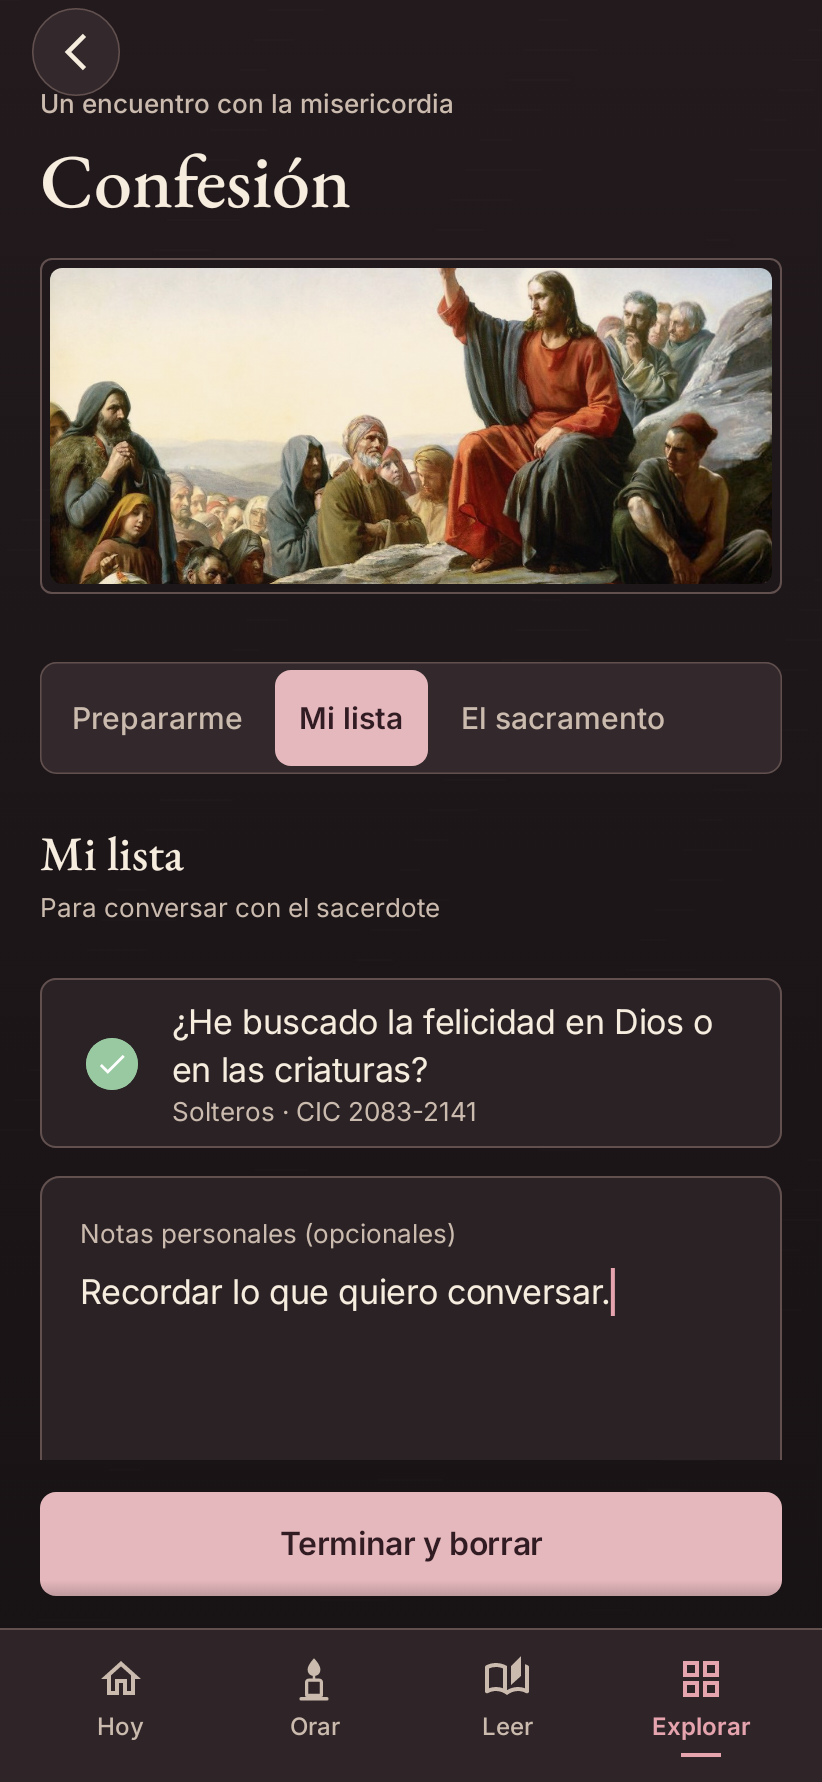 Un encuentro con la misericordia
Confesión
Prepararme
Mi lista
El sacramento
Mi lista
Para conversar con el sacerdote
¿He buscado la felicidad en Dios o
en las criaturas?
Solteros · CIC 2083-2141
Notas personales (opcionales)
Recordar lo que quiero conversar.
Terminar y borrar
Hoy
Orar
Leer
Explorar